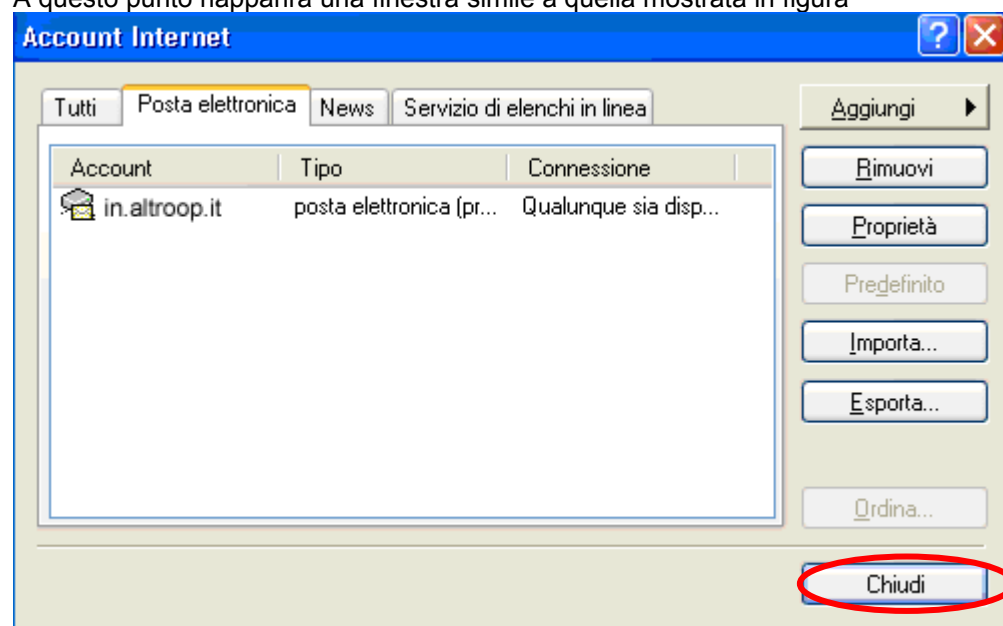 A questo punto riapparirà una finestra simile a quella mostrata in figura
Account Internet
Tutti Posta elettronica News Servizio di elenchi in linea
Aggiungi
Account Tipo Connessione
Rimuovi
in.altroop.it posta elettronica (pr... Qualunque sia disp...
Proprietà
Predefinito
Importa...
Esporta...
Ordina...
Chiudi